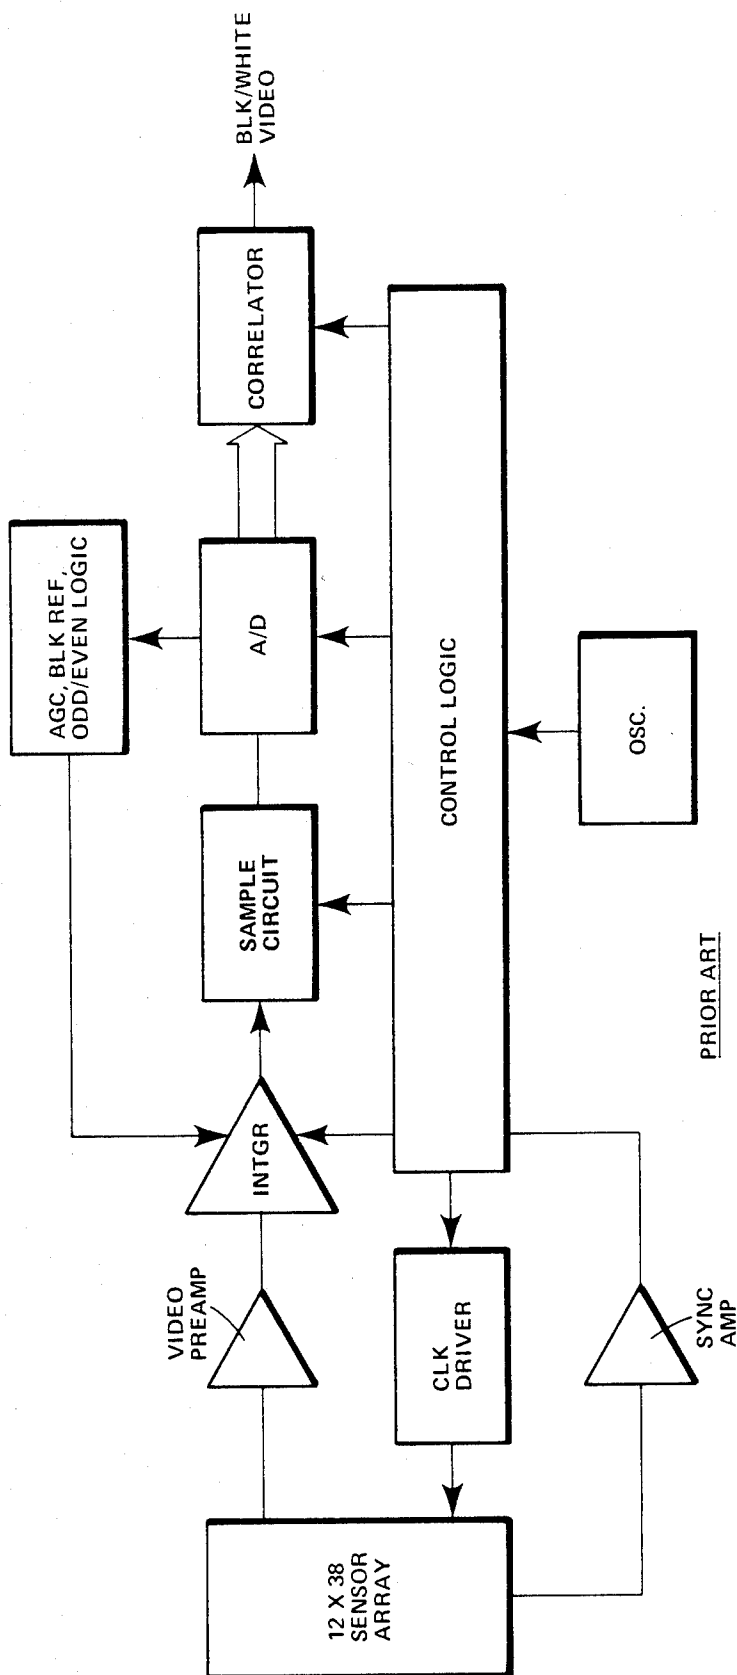 AGC, BLK REF,
ODD/EVEN LOGIC
BLK/WHITE
VIDEO
VIDEO
PREAMP
INTGR
SAMPLE
CIRCUIT
A/D
CORRELATOR
12 X 38
SENSOR
ARRAY
CLK
DRIVER
CONTROL LOGIC
SYNC
AMP
OSC.
PRIOR ART